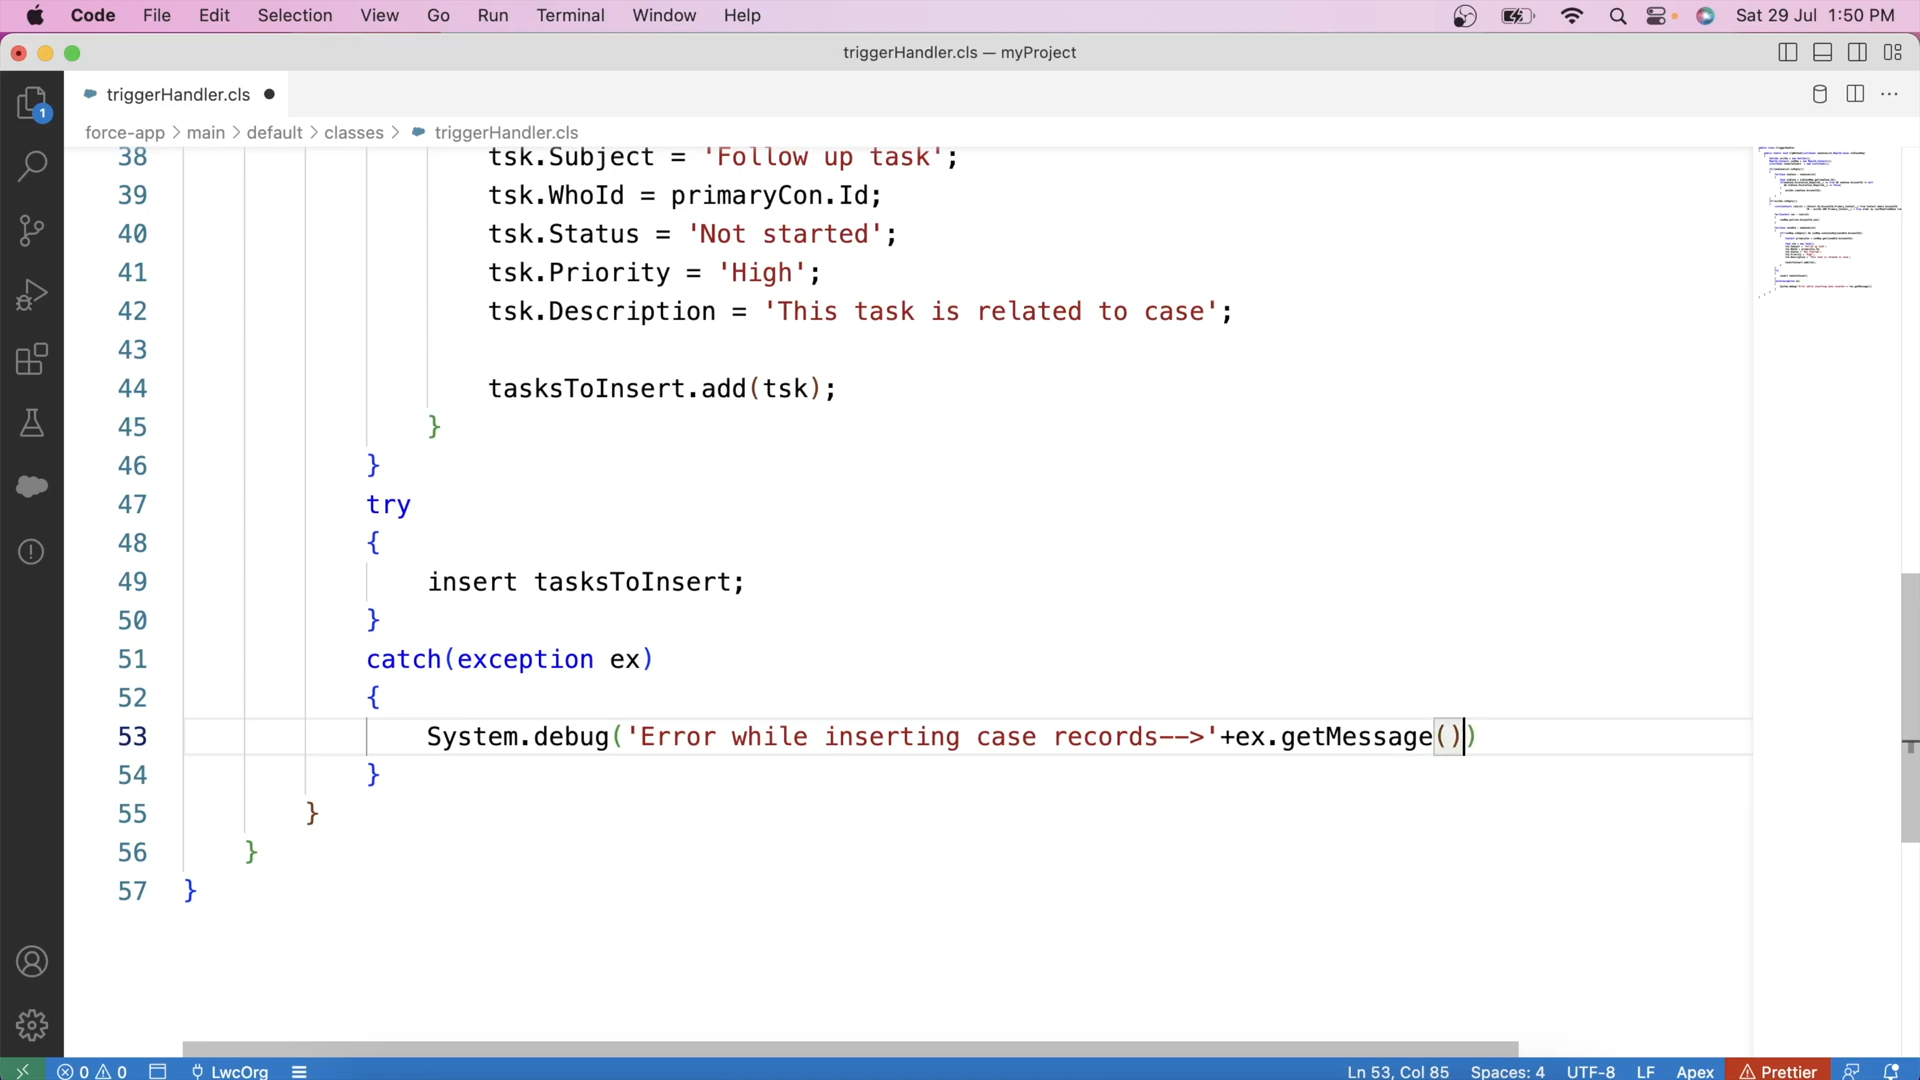 Code File Edit Selection View Go Run Terminal Window Help Sat 29 Jul 1:50 PM
triggerHandler.cls — myProject
triggerHandler.cls
1
force-app > main > default > classes > triggerHandler.cls
38 tsk.Subject = 'Follow up task';
39 tsk.WhoId = primaryCon.Id;
40 tsk.Status = 'Not started';
41 tsk.Priority = 'High';
42 tsk.Description = 'This task is related to case';
43
44 tasksToInsert.add(tsk);
45 }
46 }
47 try
48 {
49 insert tasksToInsert;
50 }
51 catch(exception ex)
52 {
53 System.debug('Error while inserting case records-->'+ex.getMessage())
54 }
55 }
56 }
57 }
0 0 LwcOrg Ln 53, Col 85 Spaces: 4 UTF-8 LF Apex Prettier